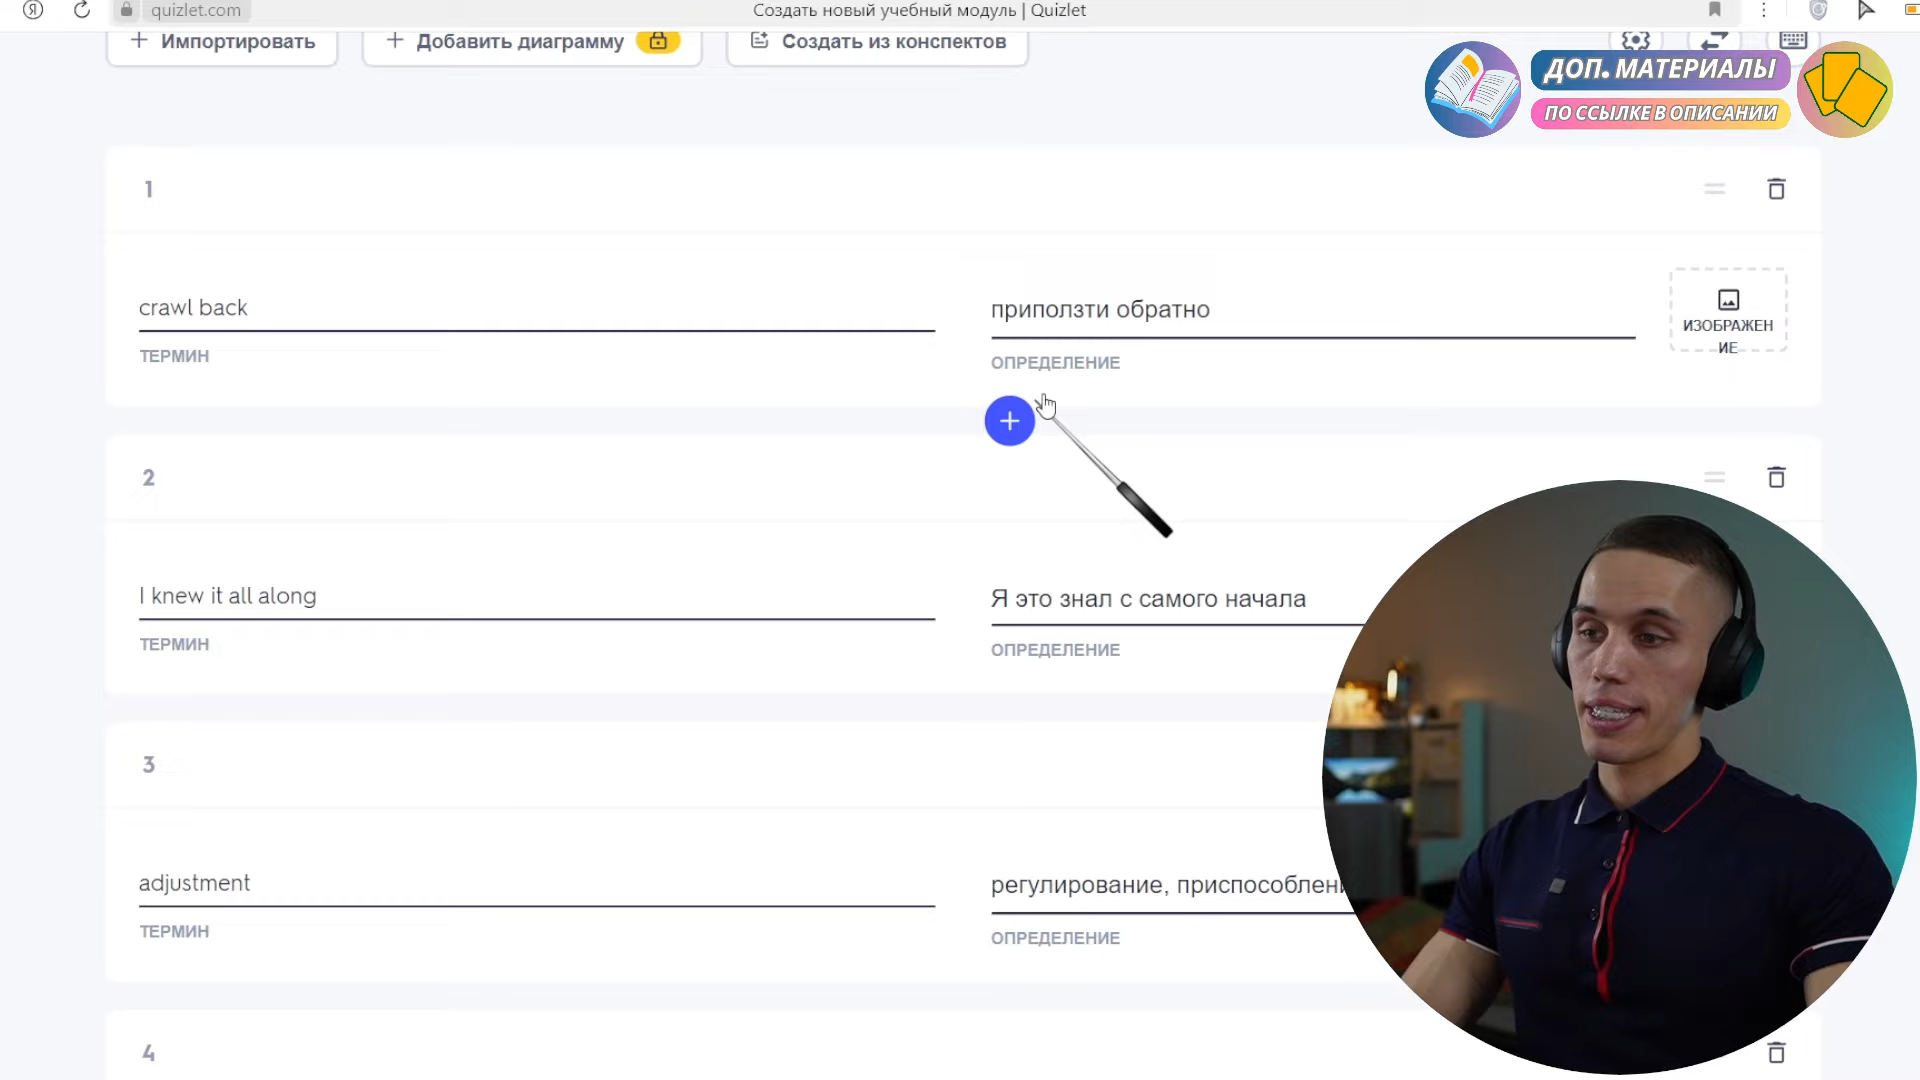 Я
quizlet.com
Создать новый учебный модуль | Quizlet
+ Импортировать
+ Добавить диаграмму
Создать из конспектов
ДОП. МАТЕРИАЛЫ
ПО ССЫЛКЕ В ОПИСАНИИ
1
crawl back
приползти обратно
ИЗОБРАЖЕН
ИЕ
ТЕРМИН
ОПРЕДЕЛЕНИЕ
+
2
I knew it all along
Я это знал с самого начала
ТЕРМИН
ОПРЕДЕЛЕНИЕ
3
adjustment
регулирование, приспособлени
ТЕРМИН
ОПРЕДЕЛЕНИЕ
4